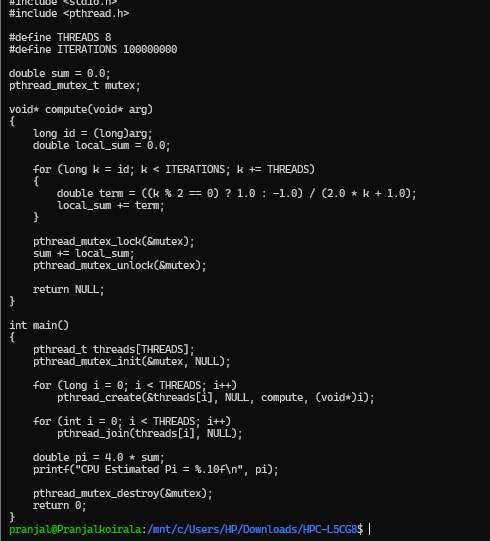 #include <stdio.h>
#include <pthread.h>

#define THREADS 8
#define ITERATIONS 100000000

double sum = 0.0;
pthread_mutex_t mutex;

void* compute(void* arg)
{
    long id = (long)arg;
    double local_sum = 0.0;

    for (long k = id; k < ITERATIONS; k += THREADS)
    {
        double term = ((k % 2 == 0) ? 1.0 : -1.0) / (2.0 * k + 1.0);
        local_sum += term;
    }

    pthread_mutex_lock(&mutex);
    sum += local_sum;
    pthread_mutex_unlock(&mutex);

    return NULL;
}

int main()
{
    pthread_t threads[THREADS];
    pthread_mutex_init(&mutex, NULL);

    for (long i = 0; i < THREADS; i++)
        pthread_create(&threads[i], NULL, compute, (void*)i);

    for (int i = 0; i < THREADS; i++)
        pthread_join(threads[i], NULL);

    double pi = 4.0 * sum;
    printf("CPU Estimated Pi = %.10f\n", pi);

    pthread_mutex_destroy(&mutex);
    return 0;
}
pranjal@Pranjalkoirala:/mnt/c/Users/HP/Downloads/HPC-L5CG8$